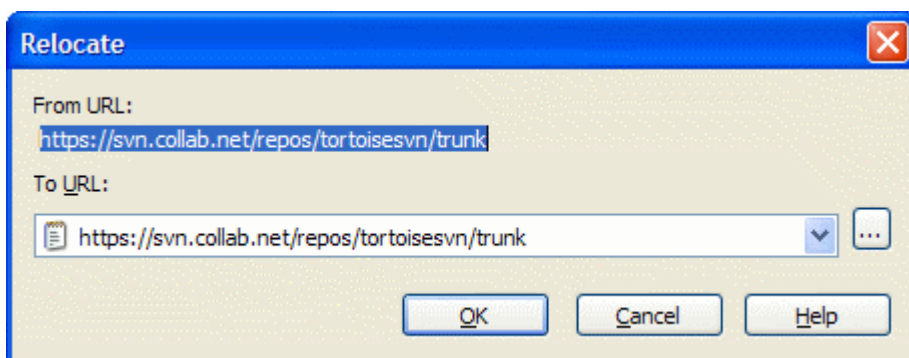 Relocate
From URL:
https://svn.collab.net/repos/tortoisesvn/trunk
To URL:
https://svn.collab.net/repos/tortoisesvn/trunk
...
OK Cancel Help